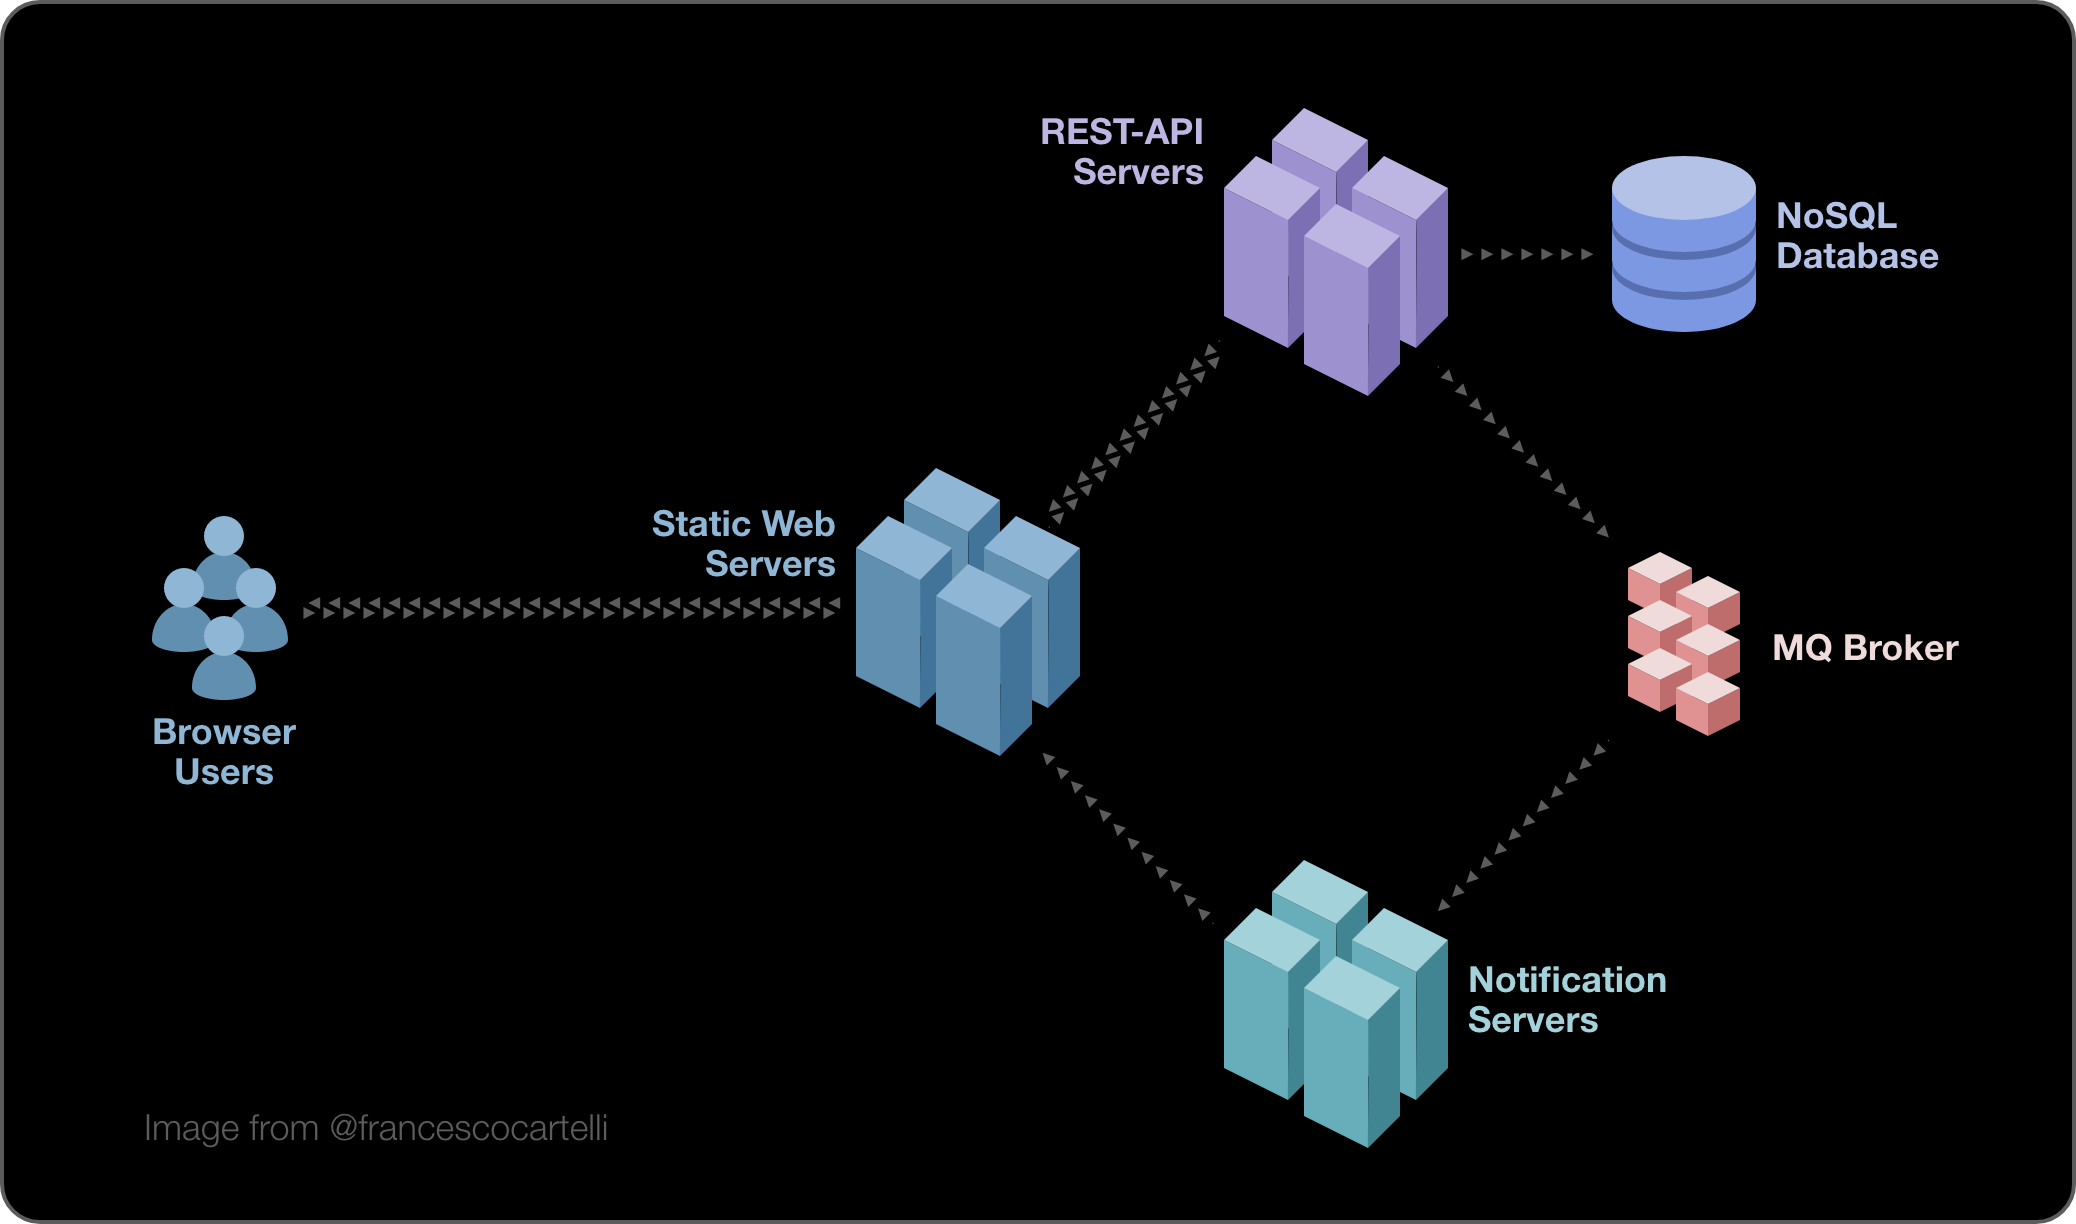 REST-API
Servers
NoSQL
Database
Static Web
Servers
MQ Broker
Browser
Users
Notification
Servers
Image from @francescocartelli